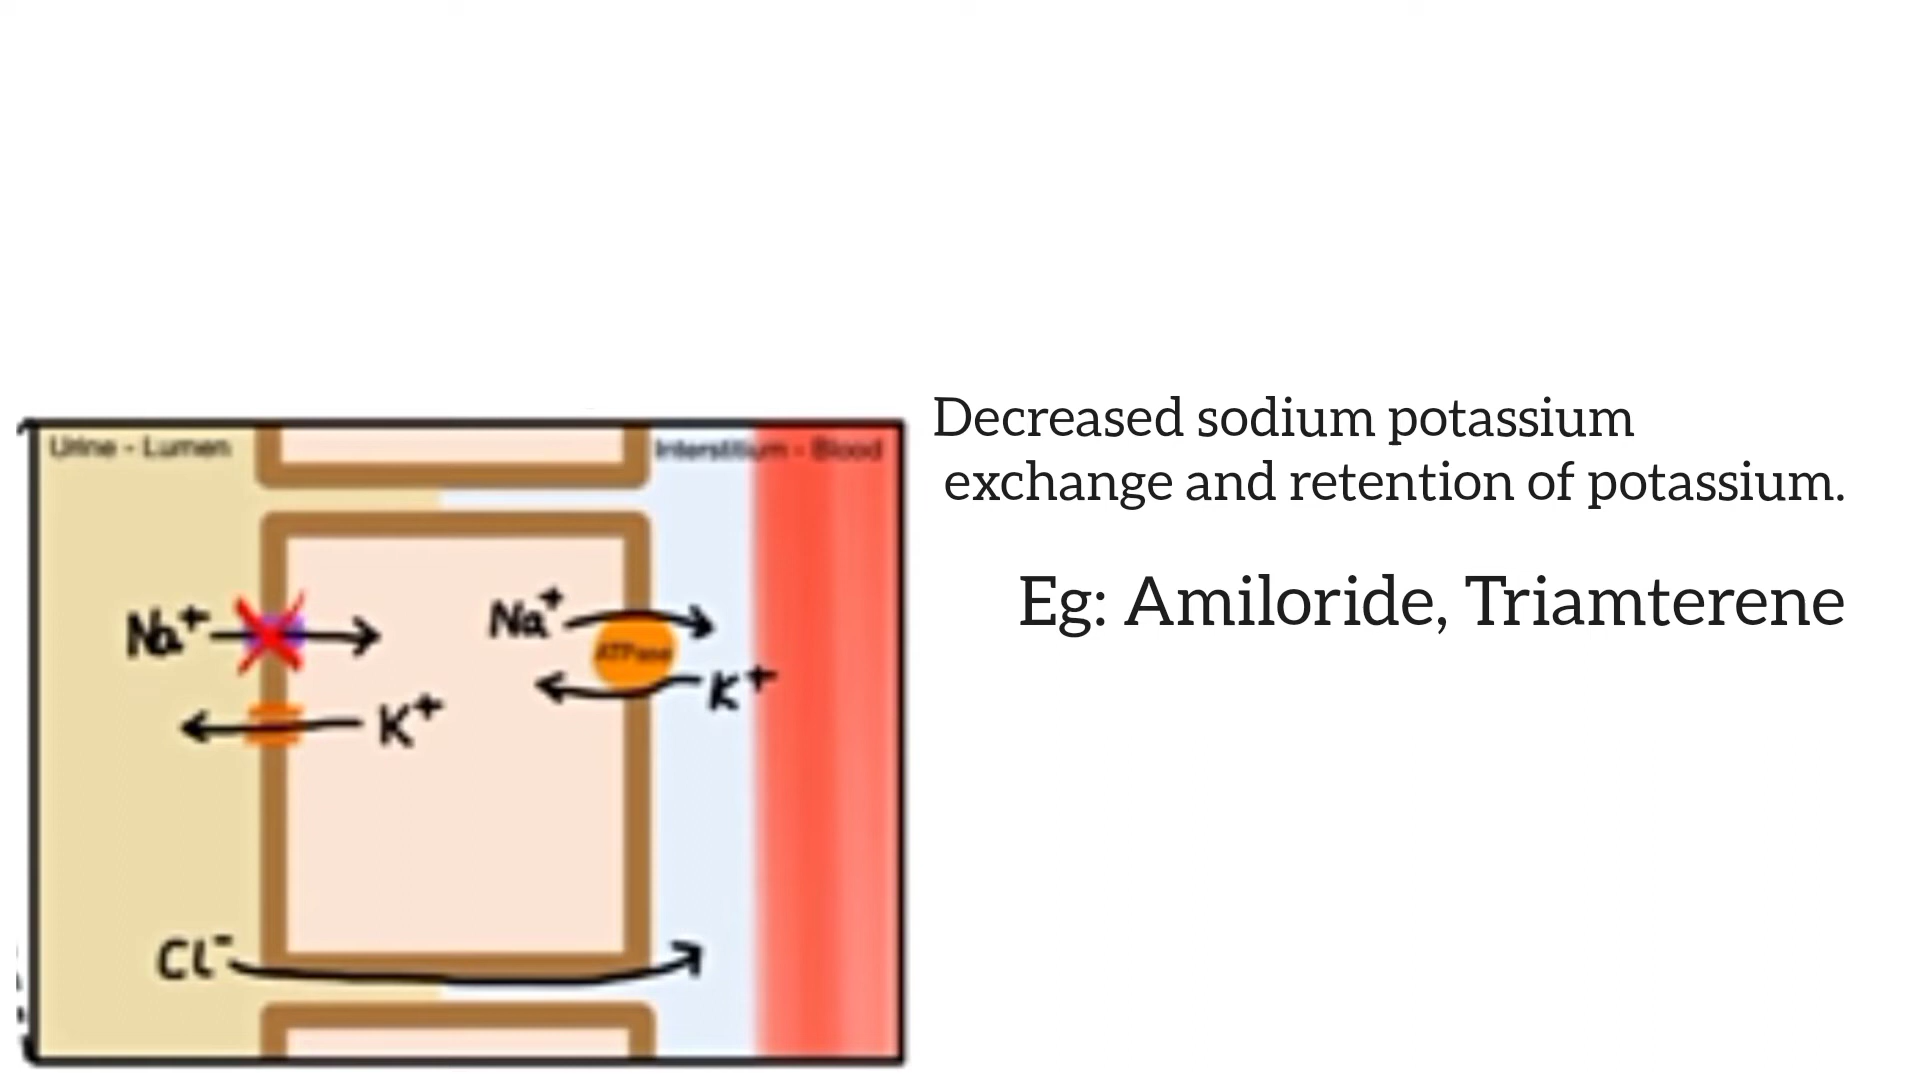 Decreased sodium potassium
exchange and retention of potassium.
Eg: Amiloride, Triamterene
Urine - Lumen
Interstitium - Blood
Na⁺
Na⁺
ATPase
K⁺
K⁺
Cl⁻